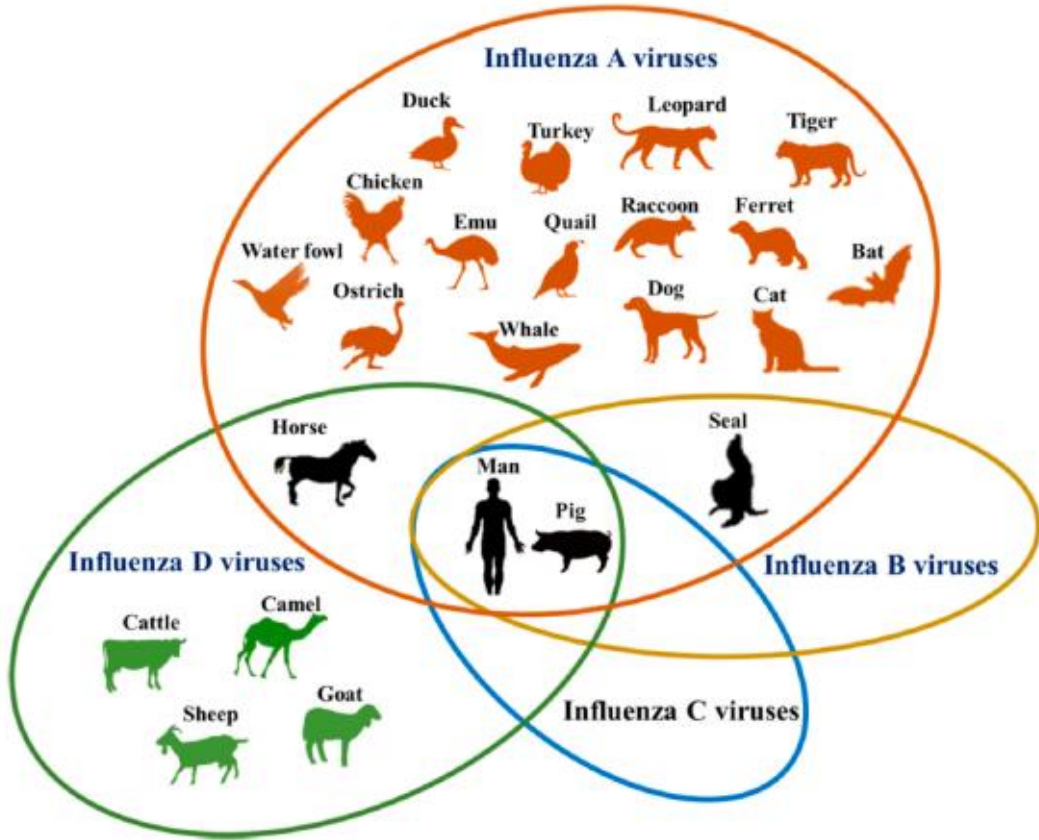 Influenza A viruses
Duck
Leopard
Turkey
Tiger
Chicken
Emu
Quail
Raccoon
Ferret
Water fowl
Bat
Ostrich
Whale
Dog
Cat
Horse
Seal
Man
Pig
Influenza D viruses
Influenza B viruses
Cattle
Camel
Sheep
Goat
Influenza C viruses